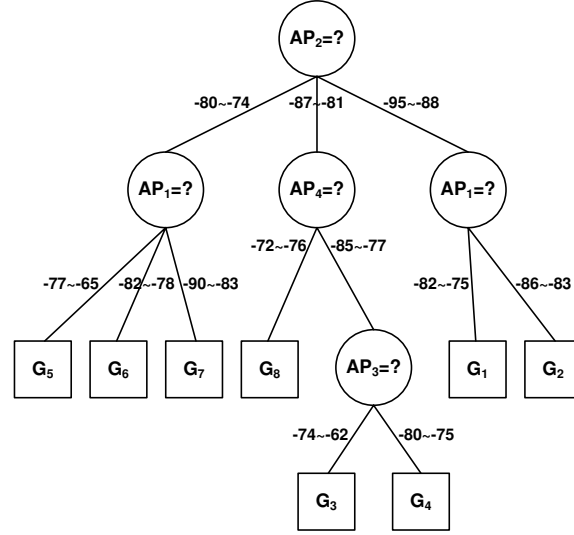 AP₂=?
-80~-74
-87~-81
-95~-88
AP₁=?
AP₄=?
AP₁=?
-72~-76
-85~-77
-77~-65
-82~-78
-90~-83
-82~-75
-86~-83
G₅
G₆
G₇
G₈
AP₃=?
G₁
G₂
-74~-62
-80~-75
G₃
G₄